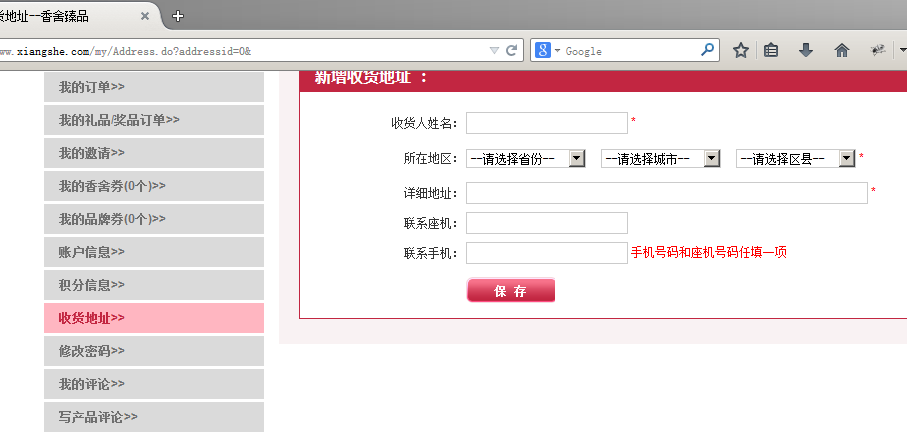 货地址--香舍臻品
ww.xiangshe.com/my/Address.do?addressid=0&
Google
我的订单>>
我的礼品/奖品订单>>
我的邀请>>
我的香舍券(0个)>>
我的品牌券(0个)>>
账户信息>>
积分信息>>
收货地址>>
修改密码>>
我的评论>>
写产品评论>>
新增收货地址 :
收货人姓名: *
所在地区: --请选择省份-- --请选择城市-- --请选择区县-- *
详细地址: *
联系座机:
联系手机: 手机号码和座机号码任填一项
保 存